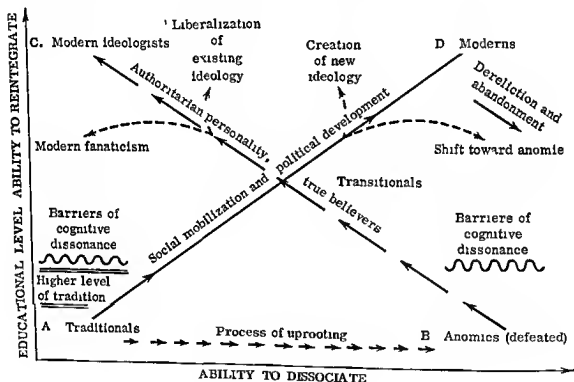 C. Modern ideologists
Liberalization
of
existing
ideology
Creation
of new
ideology
D Moderns
Authoritarian personality,
true believers
Dereliction and
abandonment
Modern fanaticism
Shift toward anomie
Social mobilization and political development
Transitionals
Barriers of
cognitive
dissonance
Higher level
of tradition
Barriers of
cognitive
dissonance
A Traditionals
Process of uprooting
B Anomics (defeated)
EDUCATIONAL LEVEL ABILITY TO REINTEGRATE
ABILITY TO DISSOCIATE